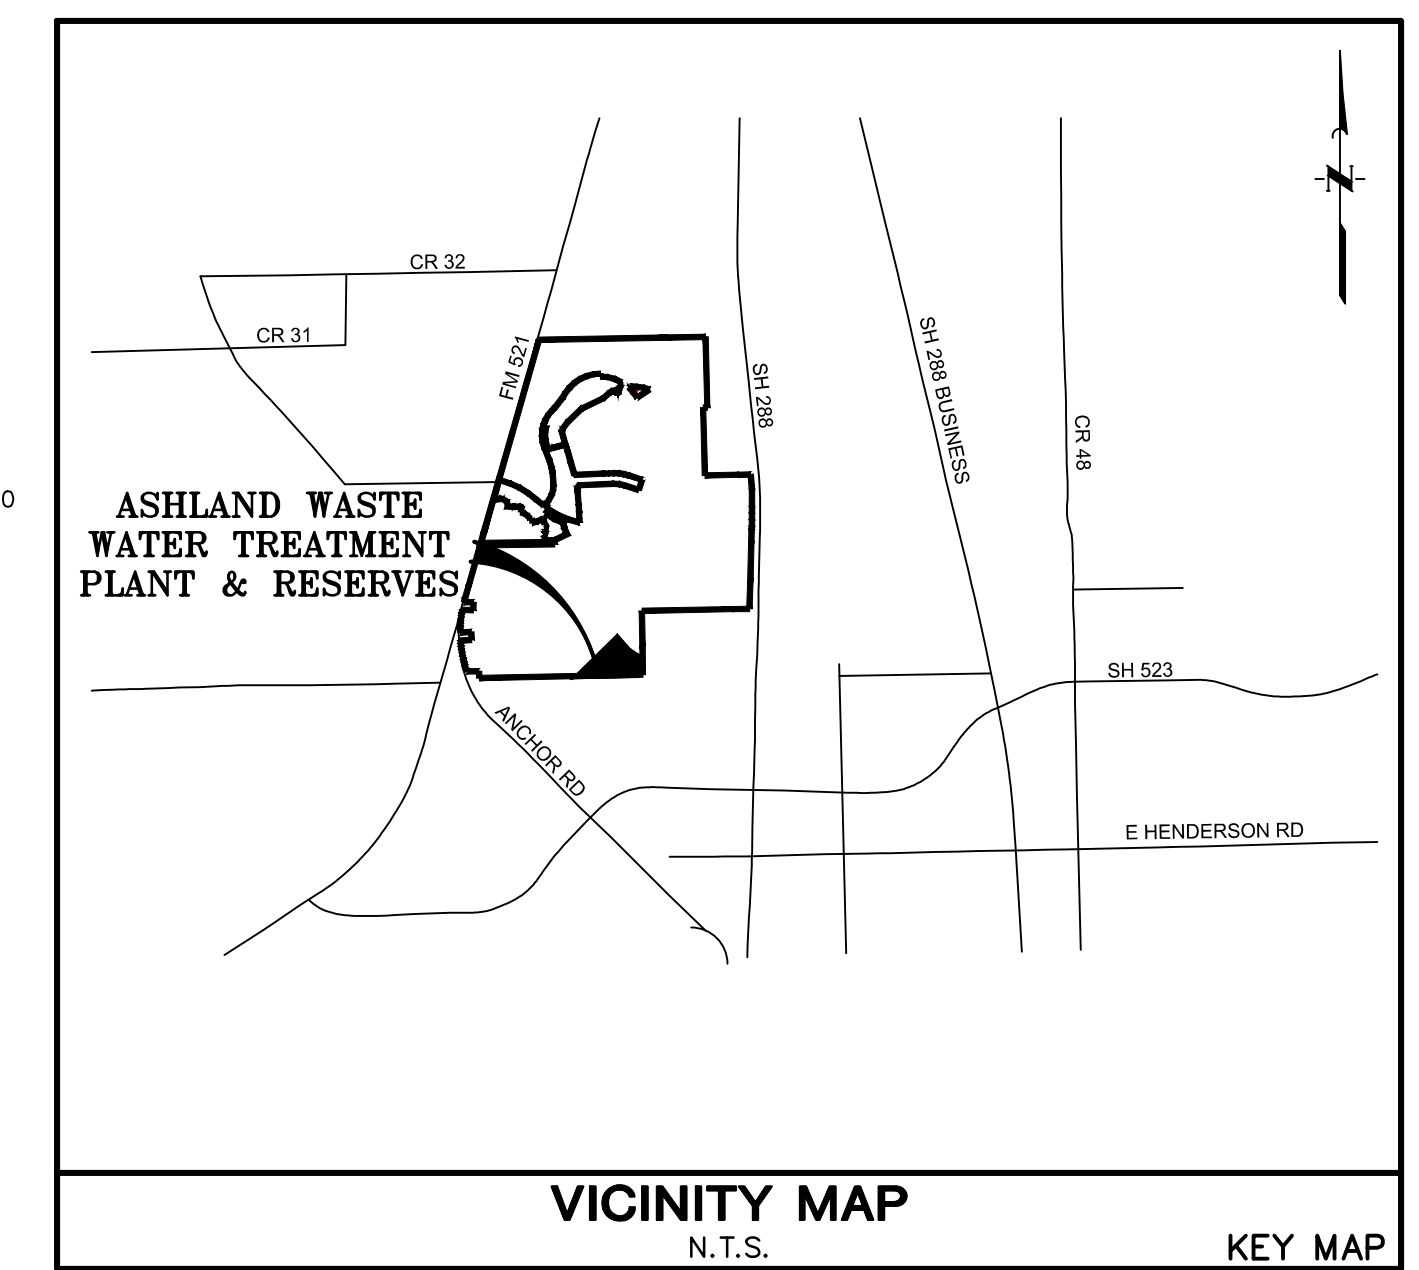 N
CR 32
CR 31
FM 521
SH 288
SH 288 BUSINESS
CR 48
0
ASHLAND WASTE
WATER TREATMENT
PLANT & RESERVES
SH 523
ANCHOR RD
E HENDERSON RD
VICINITY MAP
N.T.S.
KEY MAP